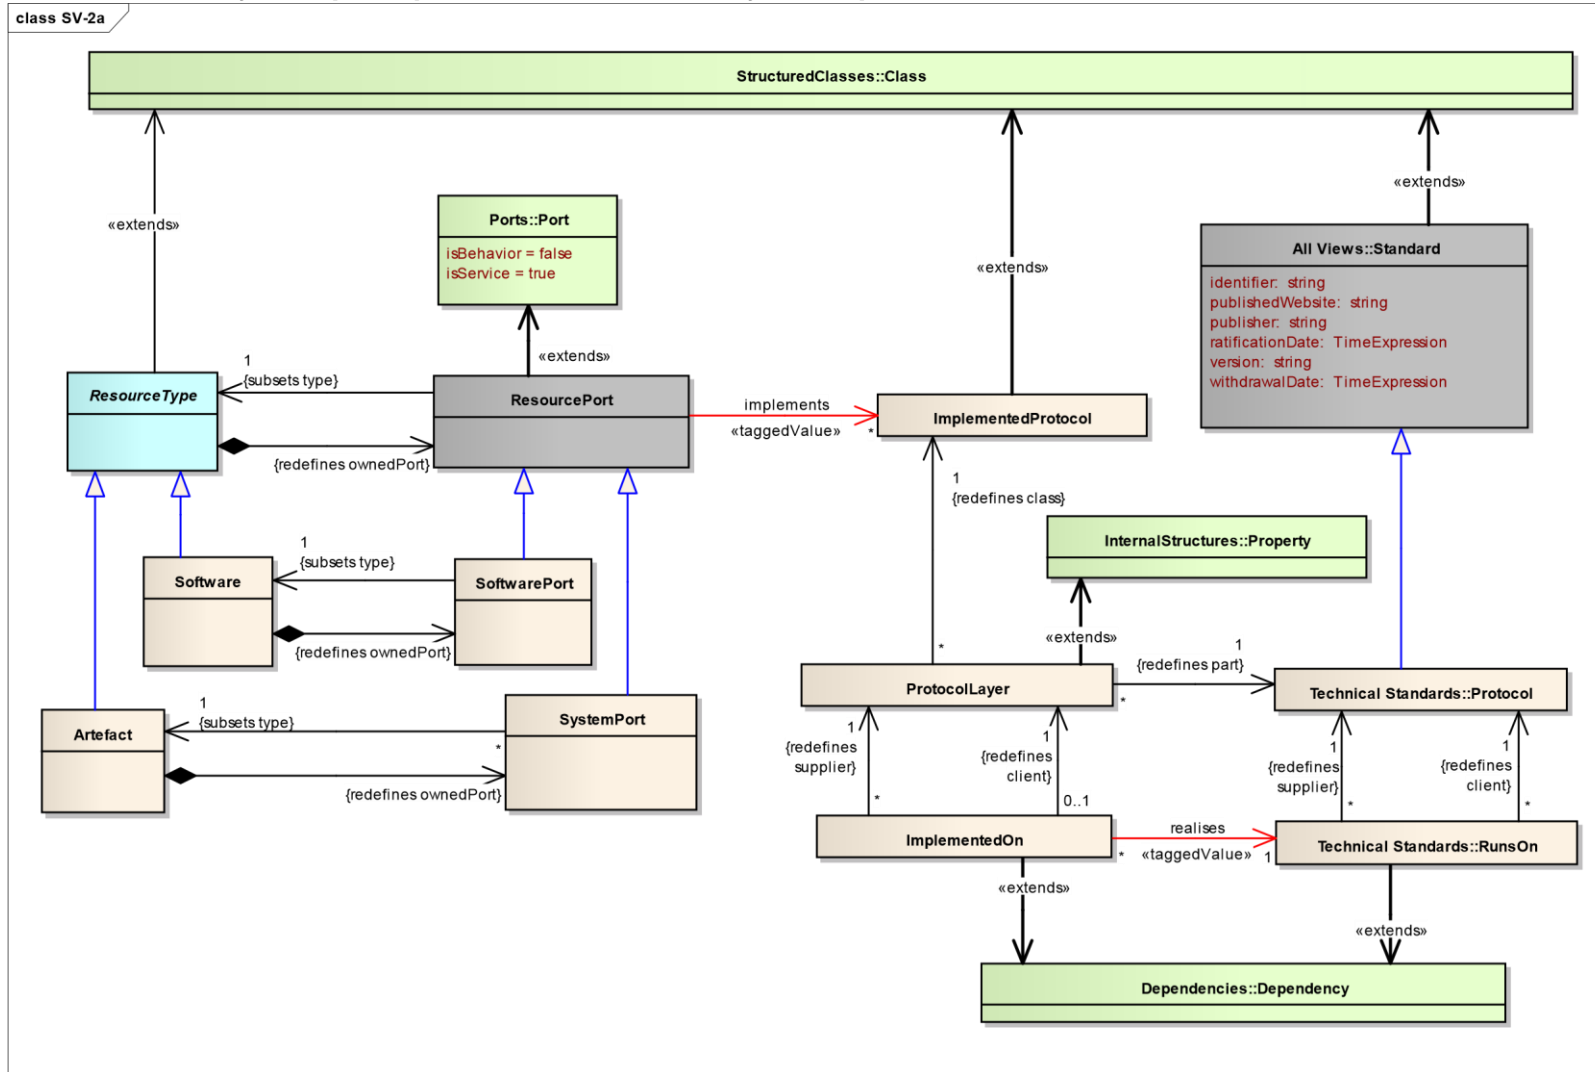 class SV-2a
StructuredClasses::Class
«extends»
Ports::Port
isBehavior = false
isService = true
«extends»
«extends»
«extends»
All Views::Standard
identifier: string
publishedWebsite: string
publisher: string
ratificationDate: TimeExpression
version: string
withdrawalDate: TimeExpression
ResourceType
1
{subsets type}
{redefines ownedPort}
ResourcePort
implements
«taggedValue»
*
ImplementedProtocol
1
{redefines class}
*
InternalStructures::Property
«extends»
Software
1
{subsets type}
{redefines ownedPort}
SoftwarePort
Artefact
1
{subsets type}
*
{redefines ownedPort}
SystemPort
ProtocolLayer
1
{redefines part}
*
Technical Standards::Protocol
1
{redefines
supplier}
*
1
{redefines
client}
0..1
1
{redefines
supplier}
*
1
{redefines
client}
*
ImplementedOn
realises
«taggedValue»
*
1
Technical Standards::RunsOn
«extends»
«extends»
Dependencies::Dependency